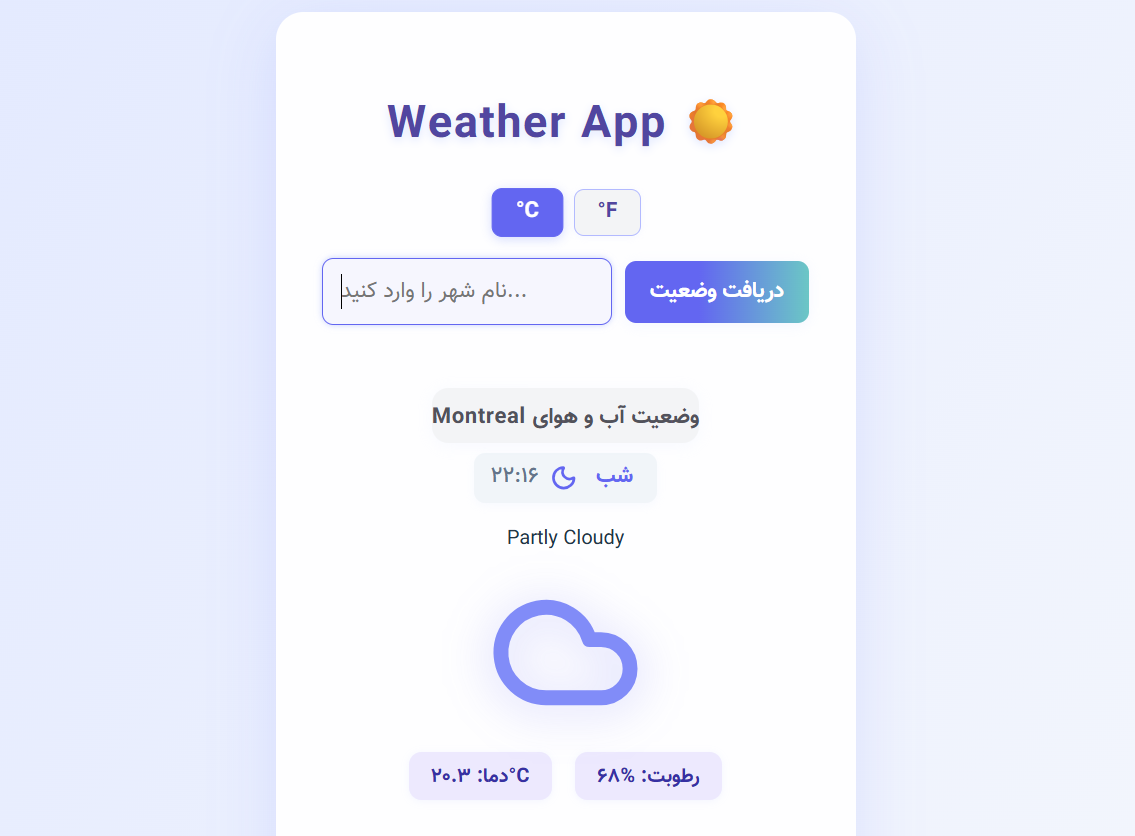 Weather App
°C °F
نام شهر را وارد کنید...
دریافت وضعیت
وضعیت آب و هوای Montreal
شب ۲۲:۱۶
Partly Cloudy
دما: ۲۰.۳°C
رطوبت: ۶۸%